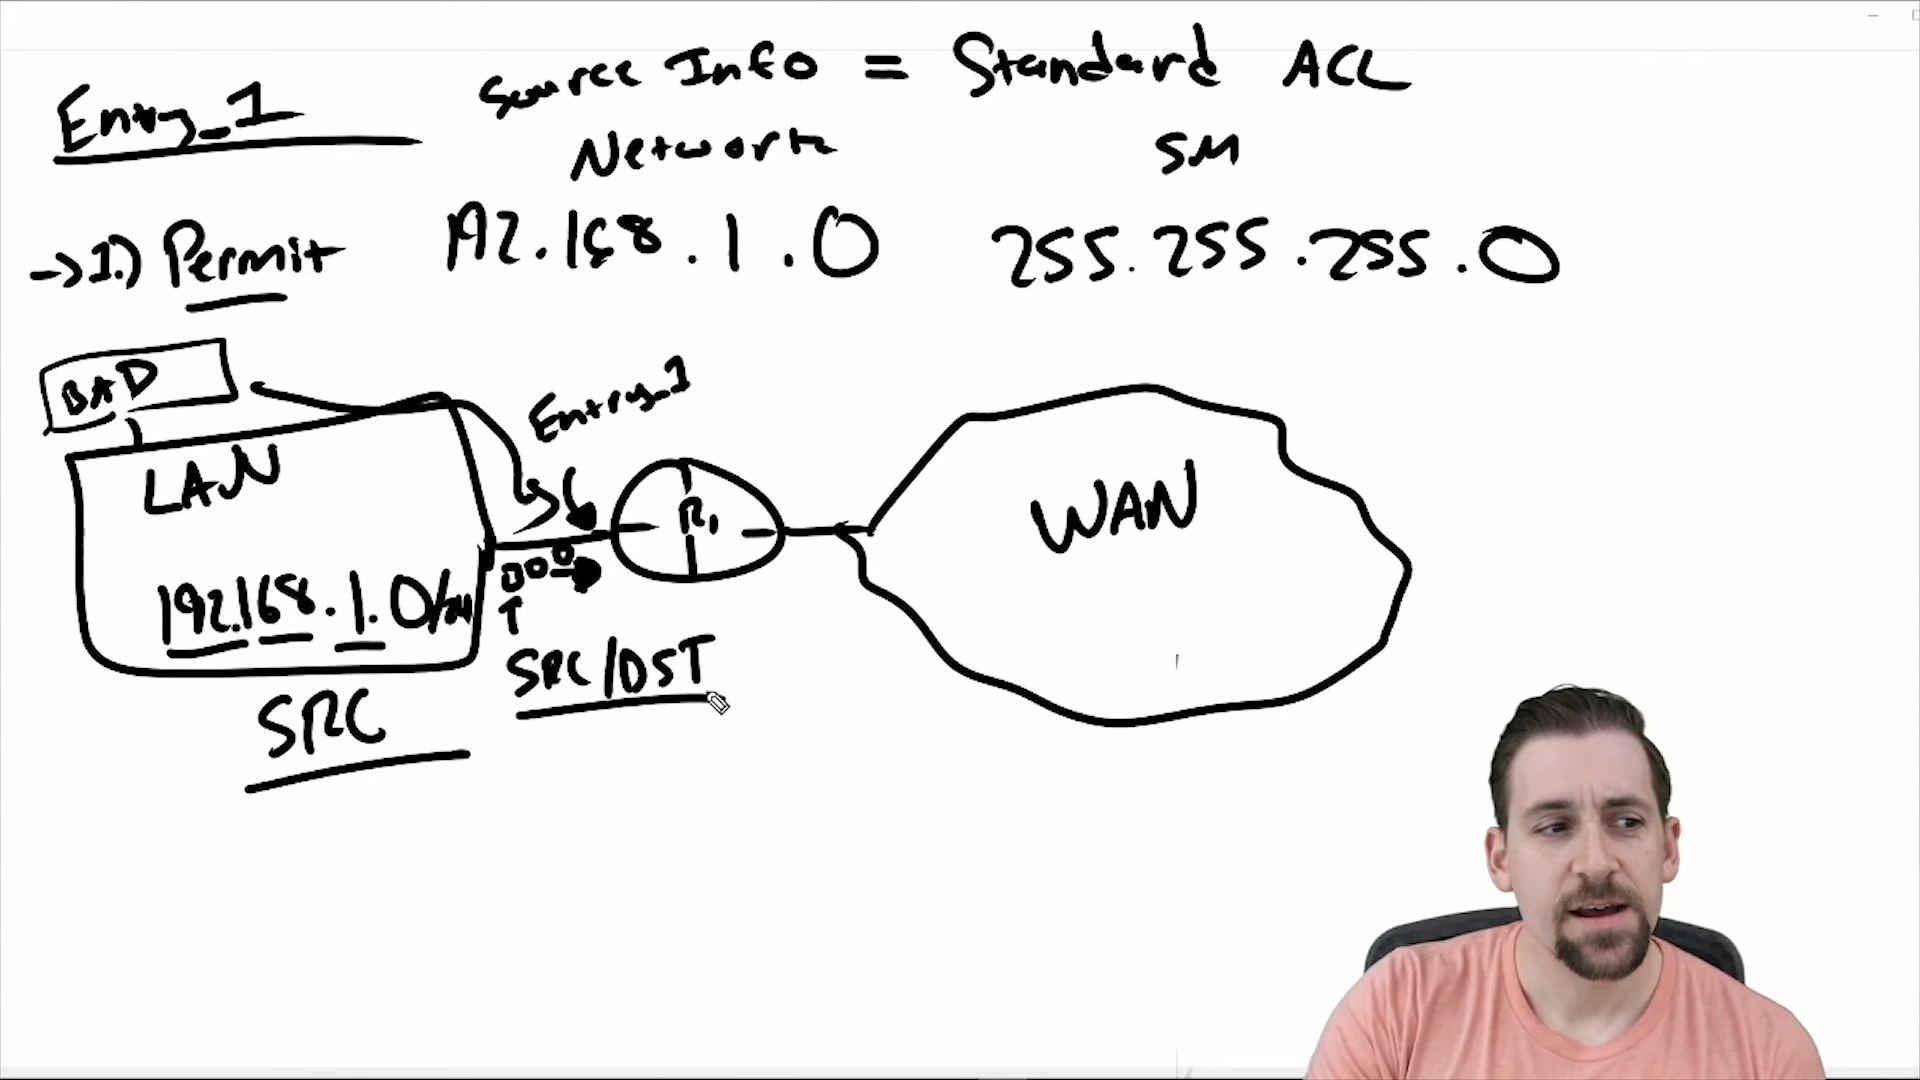 Entry_1
Source Info = Standard ACL
Network SM
→1.) Permit 192.168.1.0 255.255.255.0
BAD
Entry_1
LAN
R1
WAN
192.168.1.0/24
SRC/DST
SRC